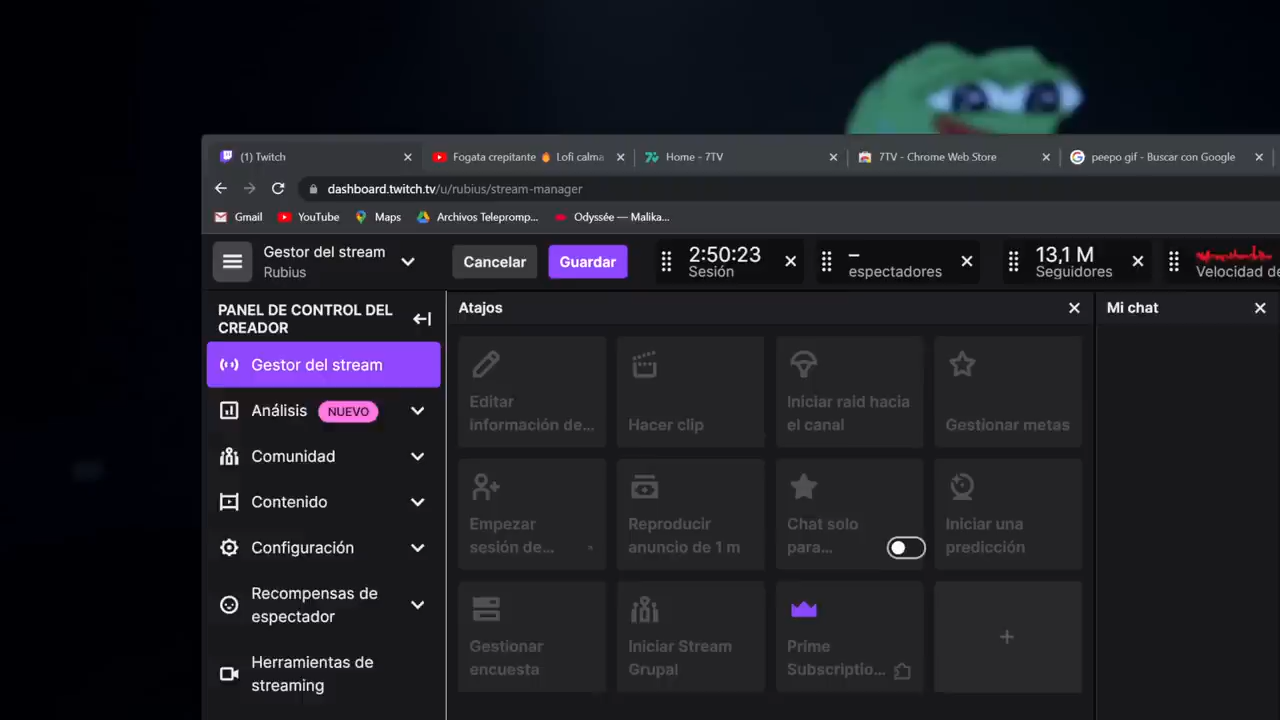 (1) Twitch
Fogata crepitante 🔥 Lofi calma
Home - 7TV
7TV - Chrome Web Store
peepo gif - Buscar con Google
dashboard.twitch.tv/u/rubius/stream-manager
Gmail
YouTube
Maps
Archivos Telepromp...
Odyssée — Malika...
Gestor del stream
Rubius
Cancelar
Guardar
2:50:23
Sesión
–
espectadores
13,1 M
Seguidores
Velocidad de
PANEL DE CONTROL DEL
CREADOR
Gestor del stream
Análisis NUEVO
Comunidad
Contenido
Configuración
Recompensas de
espectador
Herramientas de
streaming
Atajos
Mi chat
Editar
información de...
Hacer clip
Iniciar raid hacia
el canal
Gestionar metas
Empezar
sesión de...
Reproducir
anuncio de 1 m
Chat solo
para...
Iniciar una
predicción
Gestionar
encuesta
Iniciar Stream
Grupal
Prime
Subscriptio...
+